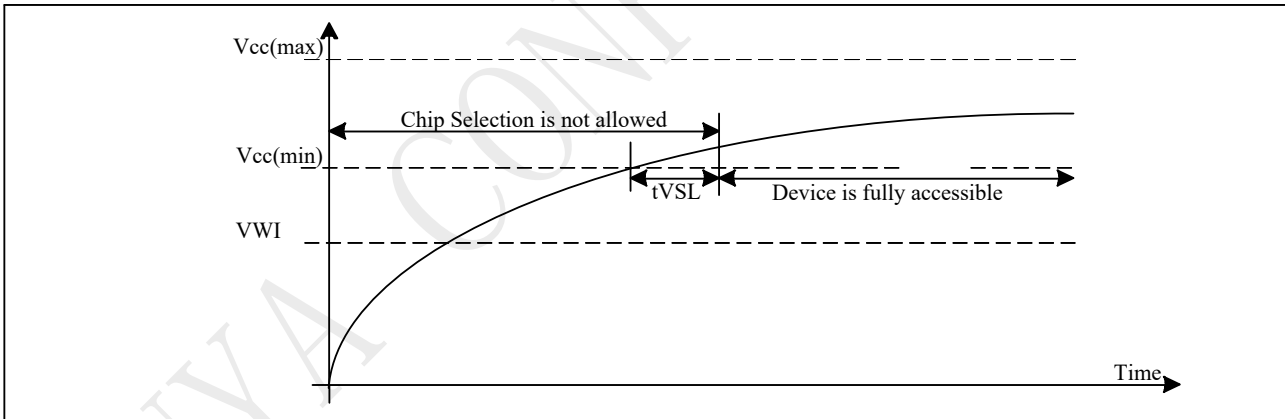 Vcc(max)
Chip Selection is not allowed
Vcc(min)
tVSL
Device is fully accessible
VWI
Time